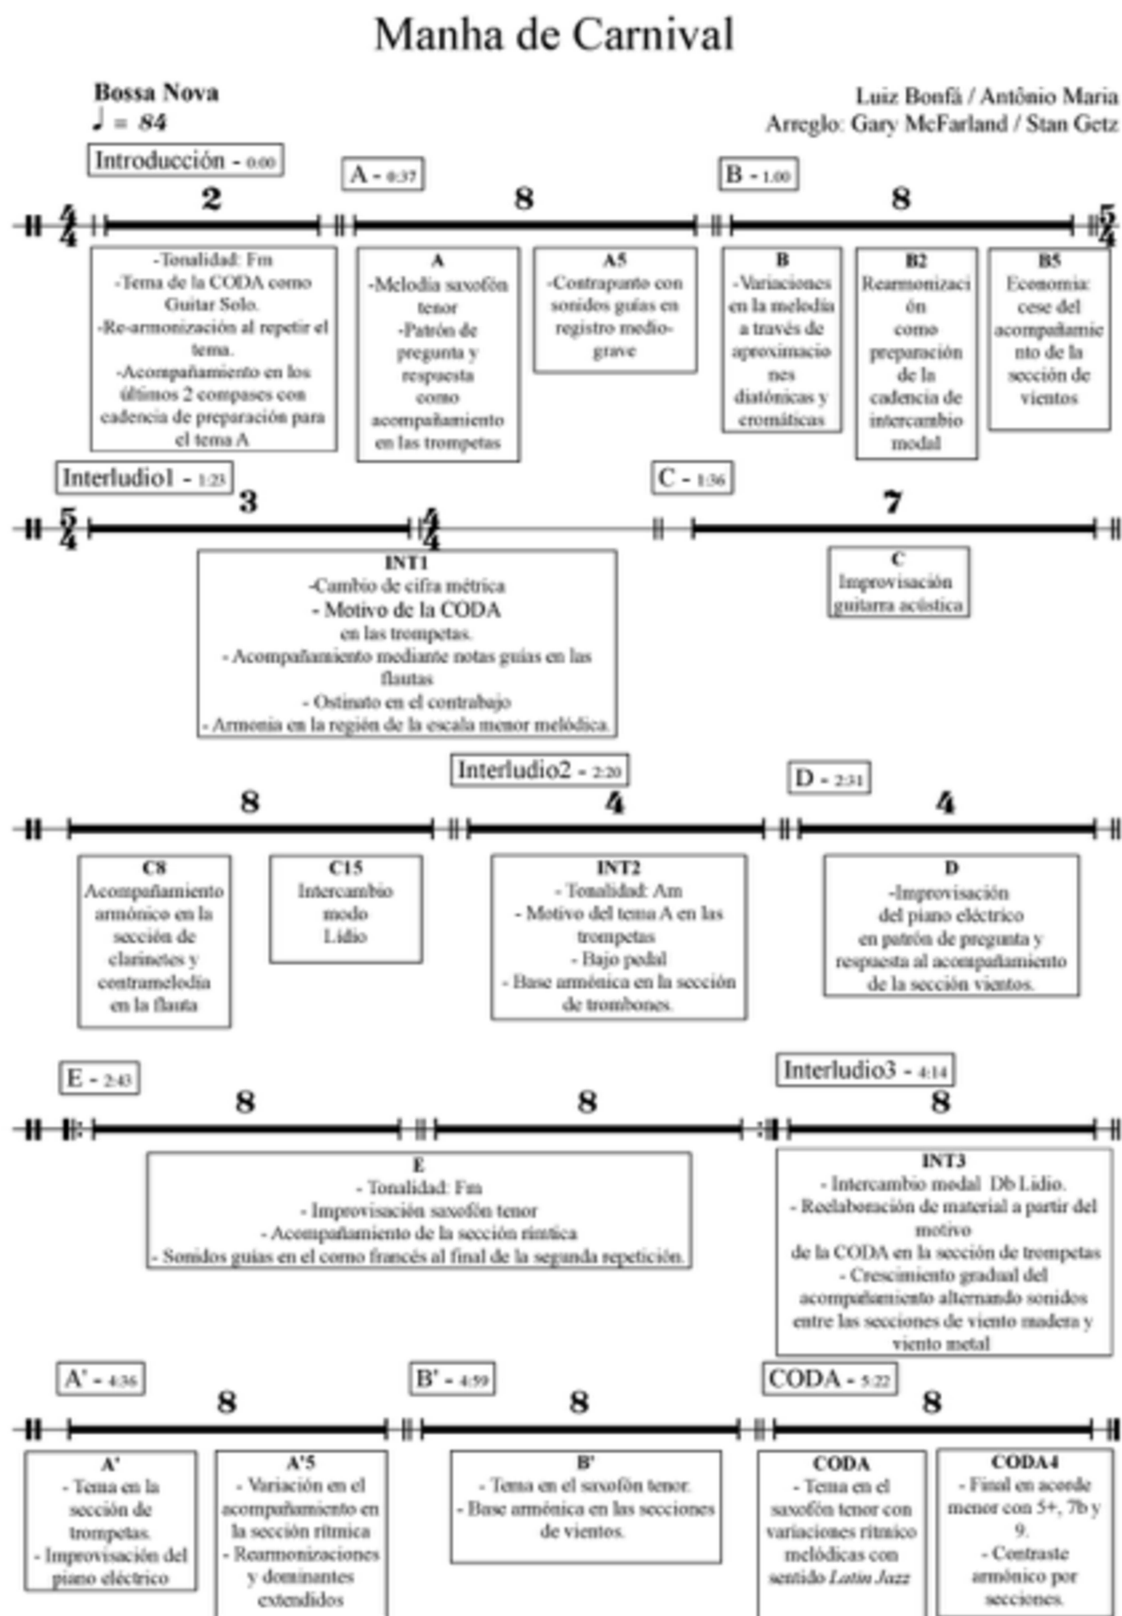 Manha de Carnival
Bossa Nova
♩ = 84
Luiz Bonfá / Antônio Maria
Arreglo: Gary McFarland / Stan Getz
Introducción - 0:00
A - 0:37
B - 1.00
2
8
8
4/4
5/4
-Tonalidad: Fm
-Tema de la CODA como
Guitar Solo.
-Re-armonización al repetir el
tema.
-Acompañamiento en los
últimos 2 compases con
cadencia de preparación para
el tema A
A
-Melodía saxofón
tenor
-Patrón de
pregunta y
respuesta
como
acompañamiento
en las trompetas
A5
-Contrapunto con
sonidos guías en
registro medio-
grave
B
-Variaciones
en la melodía
a través de
aproximacio
nes
diatónicas y
cromáticas
B2
Rearmonizaci
ón
como
preparación
de la
cadencia de
intercambio
modal
B5
Economia:
cese del
acompañamie
nto de la
sección de
vientos
Interludio1 - 1:23
C - 1:36
3
7
5/4
4/4
INT1
-Cambio de cifra métrica
- Motivo de la CODA
en las trompetas.
- Acompañamiento mediante notas guías en las
flautas
- Ostinato en el contrabajo
- Armonia en la región de la escala menor melódica.
C
Improvisación
guitarra acústica
Interludio2 - 2:20
D - 2:31
8
4
4
C8
Acompañamiento
armónico en la
sección de
clarinetes y
contramelodía
en la flauta
C15
Intercambio
modo
Lidio
INT2
- Tonalidad: Am
- Motivo del tema A en las
trompetas
- Bajo pedal
- Base armónica en la sección
de trombones.
D
-Improvisación
del piano eléctrico
en patrón de pregunta y
respuesta al acompañamiento
de la sección vientos.
E - 2:43
Interludio3 - 4:14
8
8
8
E
- Tonalidad: Fm
- Improvisación saxofón tenor
- Acompañamiento de la sección rímtica
- Sonidos guías en el corno francés al final de la segunda repetición.
INT3
- Intercambio modal Db Lidio.
- Reelaboración de material a partir del
motivo
de la CODA en la sección de trompetas
- Crescimiento gradual del
acompañamiento alternando sonidos
entre las secciones de viento madera y
viento metal
A' - 4:36
B' - 4:59
CODA - 5:22
8
8
8
A'
- Tema en la
sección de
trompetas.
- Improvisación del
piano eléctrico
A'5
- Variación en el
acompañamiento en
la sección rítmica
- Rearmonizaciones
y dominantes
extendidos
B'
- Tema en el saxofón tenor.
- Base armónica en las secciones
de vientos.
CODA
- Tema en el
saxofón tenor con
variaciones rítmico
melódicas con
sentido Latin Jazz
CODA4
- Final en acorde
menor con 5+, 7b y
9.
- Contraste
armónico por
secciones.